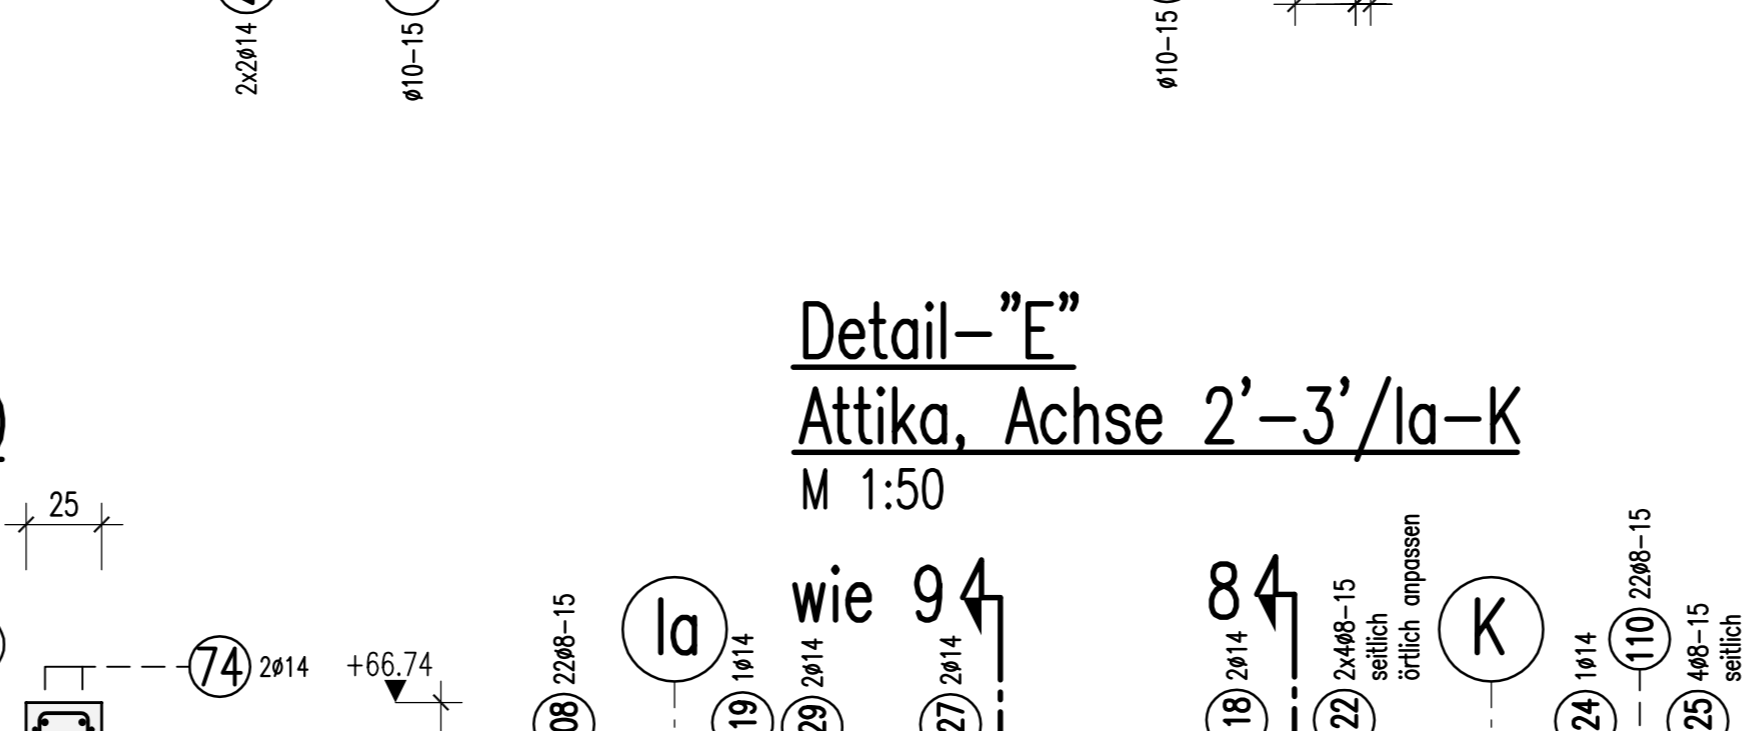 2x2ø14
ø10-15
ø10-15
Detail-"E"
Attika, Achse 2'-3'/Ia-K
M 1:50
25
wie 9
8
Ia
K
74 2ø14
+66.74
22ø8-15
1ø14
19
2ø14
29
2ø14
27
2ø14
18
2x4ø8-15
seitlich
örtlich anpassen
22
1ø14
24
22ø8-15
110
4ø8-15
seitlich
25